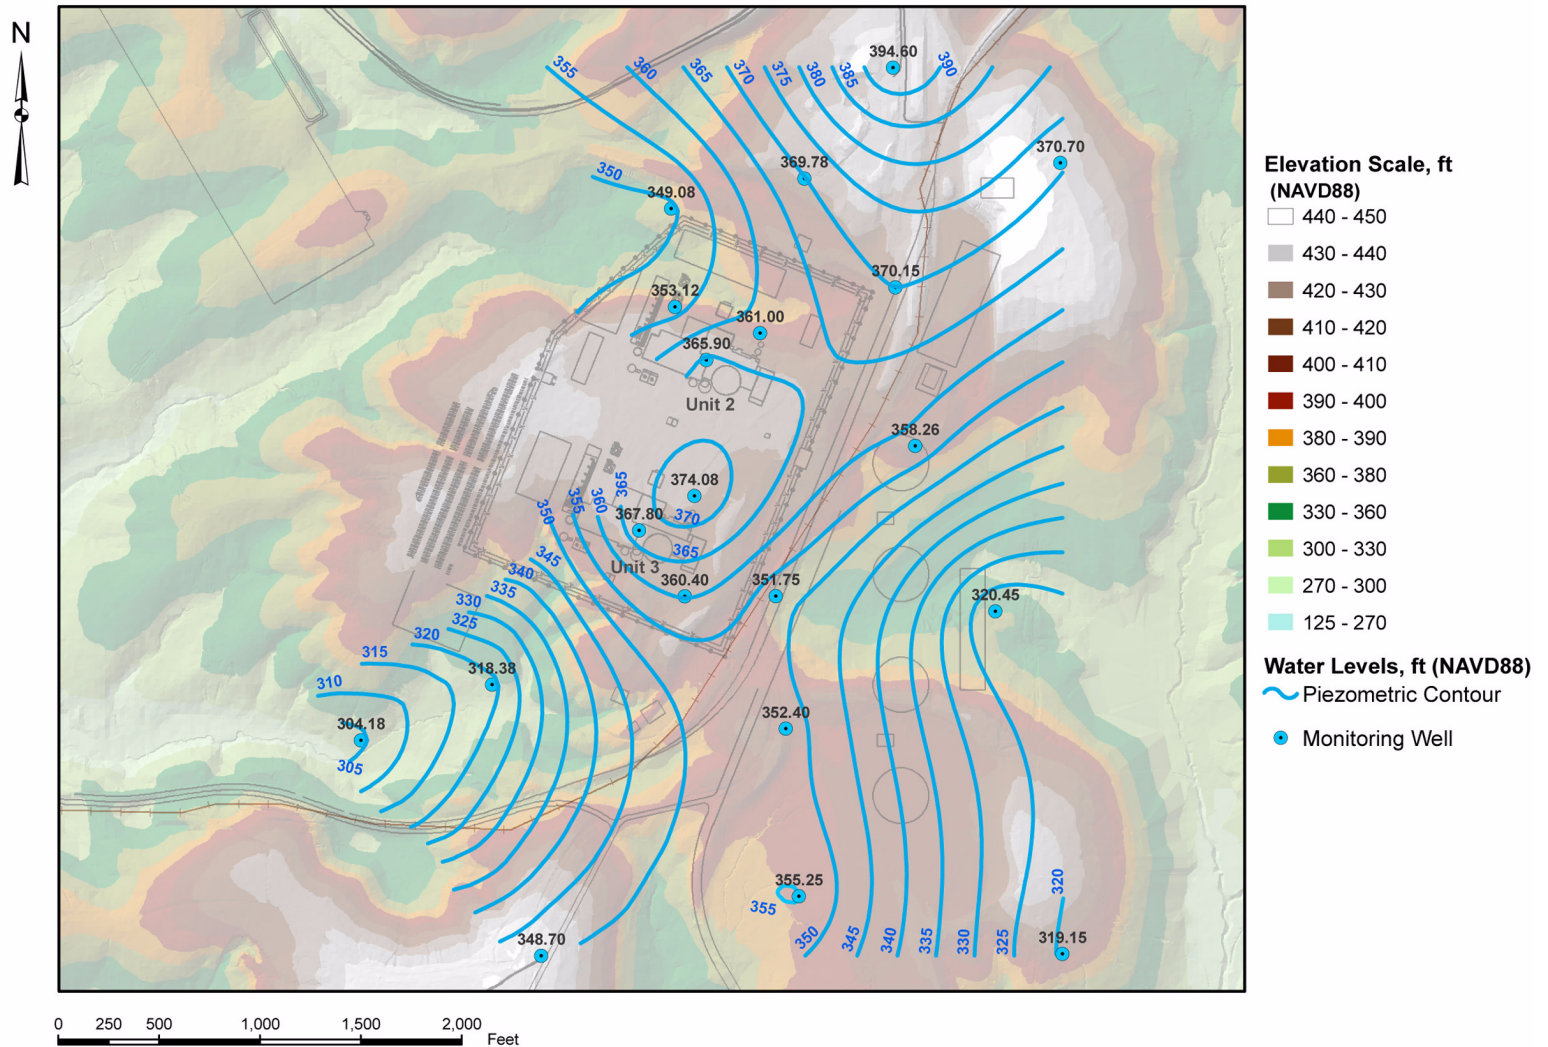 N
394.60
355
360
365
370
375
380
385
390
370.70
369.78
350
349.08
370.15
353.12
361.00
365.90
Unit 2
358.26
374.08
350
355
360
365
367.80
370
365
Unit 3
360.40
351.75
320.45
345
340
335
330
325
320
318.38
315
310
304.18
305
352.40
355.25
355
348.70
350
345
340
335
330
325
320
319.15
Elevation Scale, ft
(NAVD88)
440 - 450
430 - 440
420 - 430
410 - 420
400 - 410
390 - 400
380 - 390
360 - 380
330 - 360
300 - 330
270 - 300
125 - 270
Water Levels, ft (NAVD88)
Piezometric Contour
Monitoring Well
0 250 500 1,000 1,500 2,000
Feet